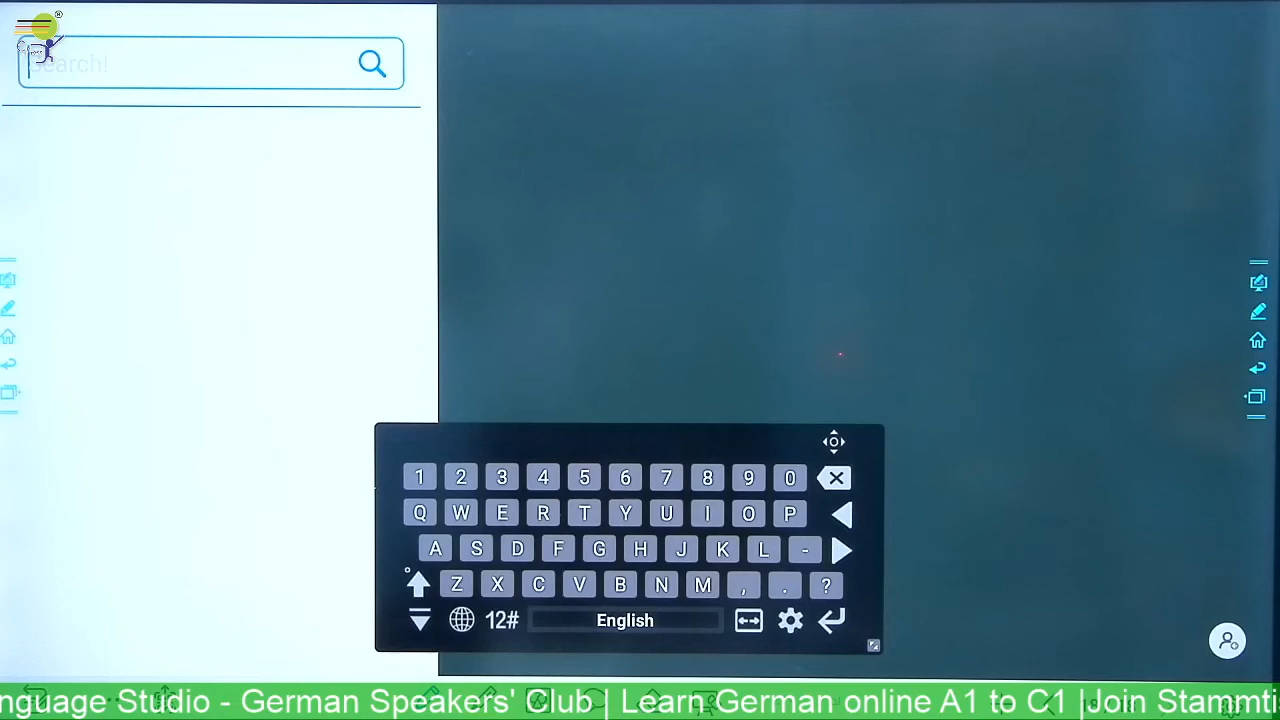 Search!
1 2 3 4 5 6 7 8 9 0
Q W E R T Y U I O P
A S D F G H J K L -
Z X C V B N M , . ?
12# English
nguage Studio - German Speakers' Club | Learn German online A1 to C1 |Join Stammti